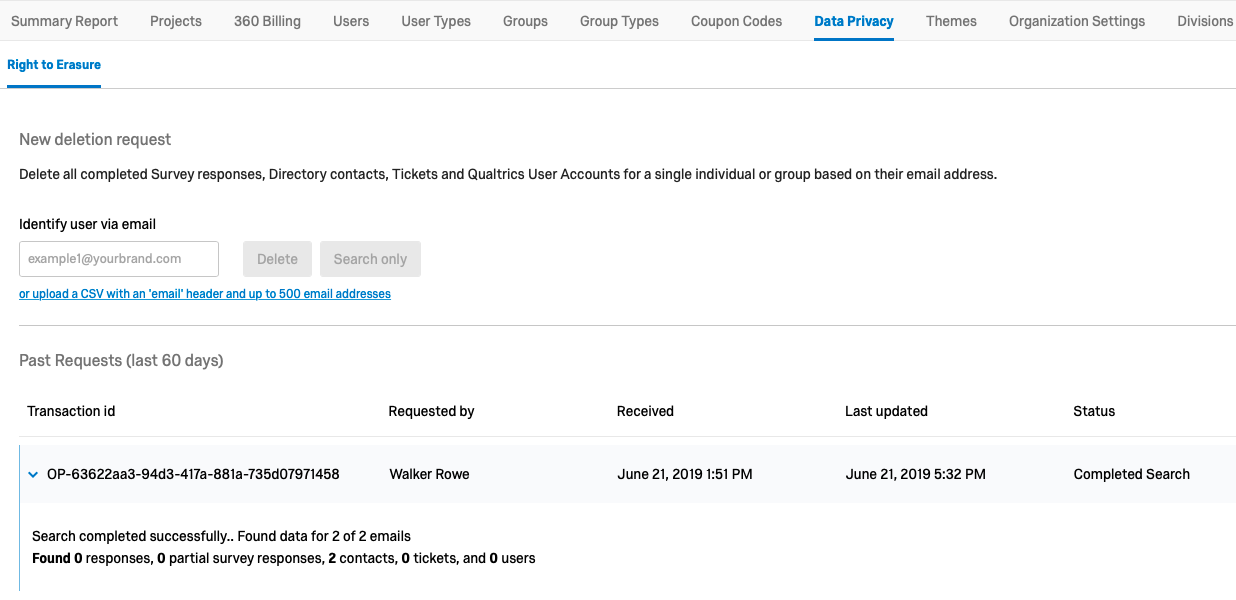 Summary Report Projects 360 Billing Users User Types Groups Group Types Coupon Codes Data Privacy Themes Organization Settings Divisions
Right to Erasure
New deletion request
Delete all completed Survey responses, Directory contacts, Tickets and Qualtrics User Accounts for a single individual or group based on their email address.
Identify user via email
example1@yourbrand.com Delete Search only
or upload a CSV with an 'email' header and up to 500 email addresses
Past Requests (last 60 days)
Transaction id Requested by Received Last updated Status
OP-63622aa3-94d3-417a-881a-735d07971458 Walker Rowe June 21, 2019 1:51 PM June 21, 2019 5:32 PM Completed Search
Search completed successfully.. Found data for 2 of 2 emails
Found 0 responses, 0 partial survey responses, 2 contacts, 0 tickets, and 0 users